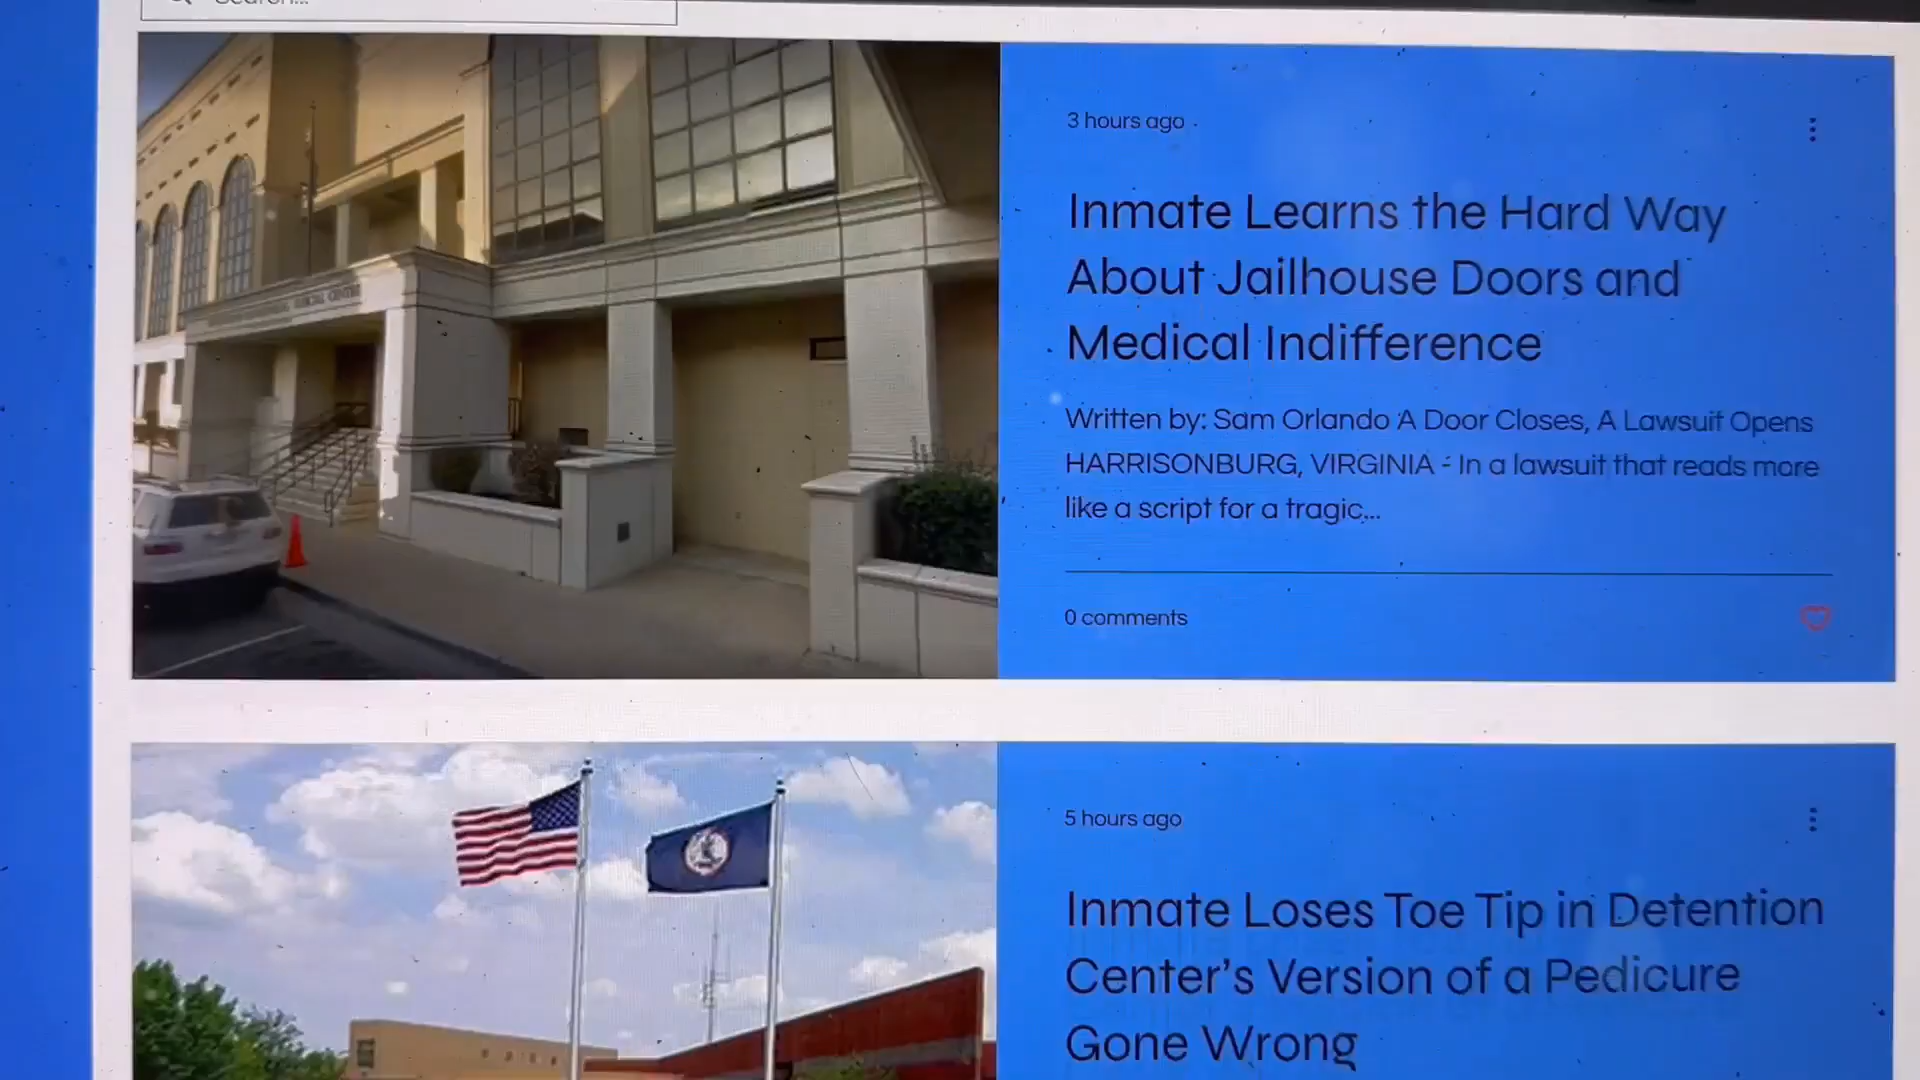 Search...
3 hours ago
Inmate Learns the Hard Way
About Jailhouse Doors and
Medical Indifference
Written by: Sam Orlando A Door Closes, A Lawsuit Opens
HARRISONBURG, VIRGINIA - In a lawsuit that reads more
like a script for a tragic...
0 comments
5 hours ago
Inmate Loses Toe Tip in Detention
Center's Version of a Pedicure
Gone Wrong